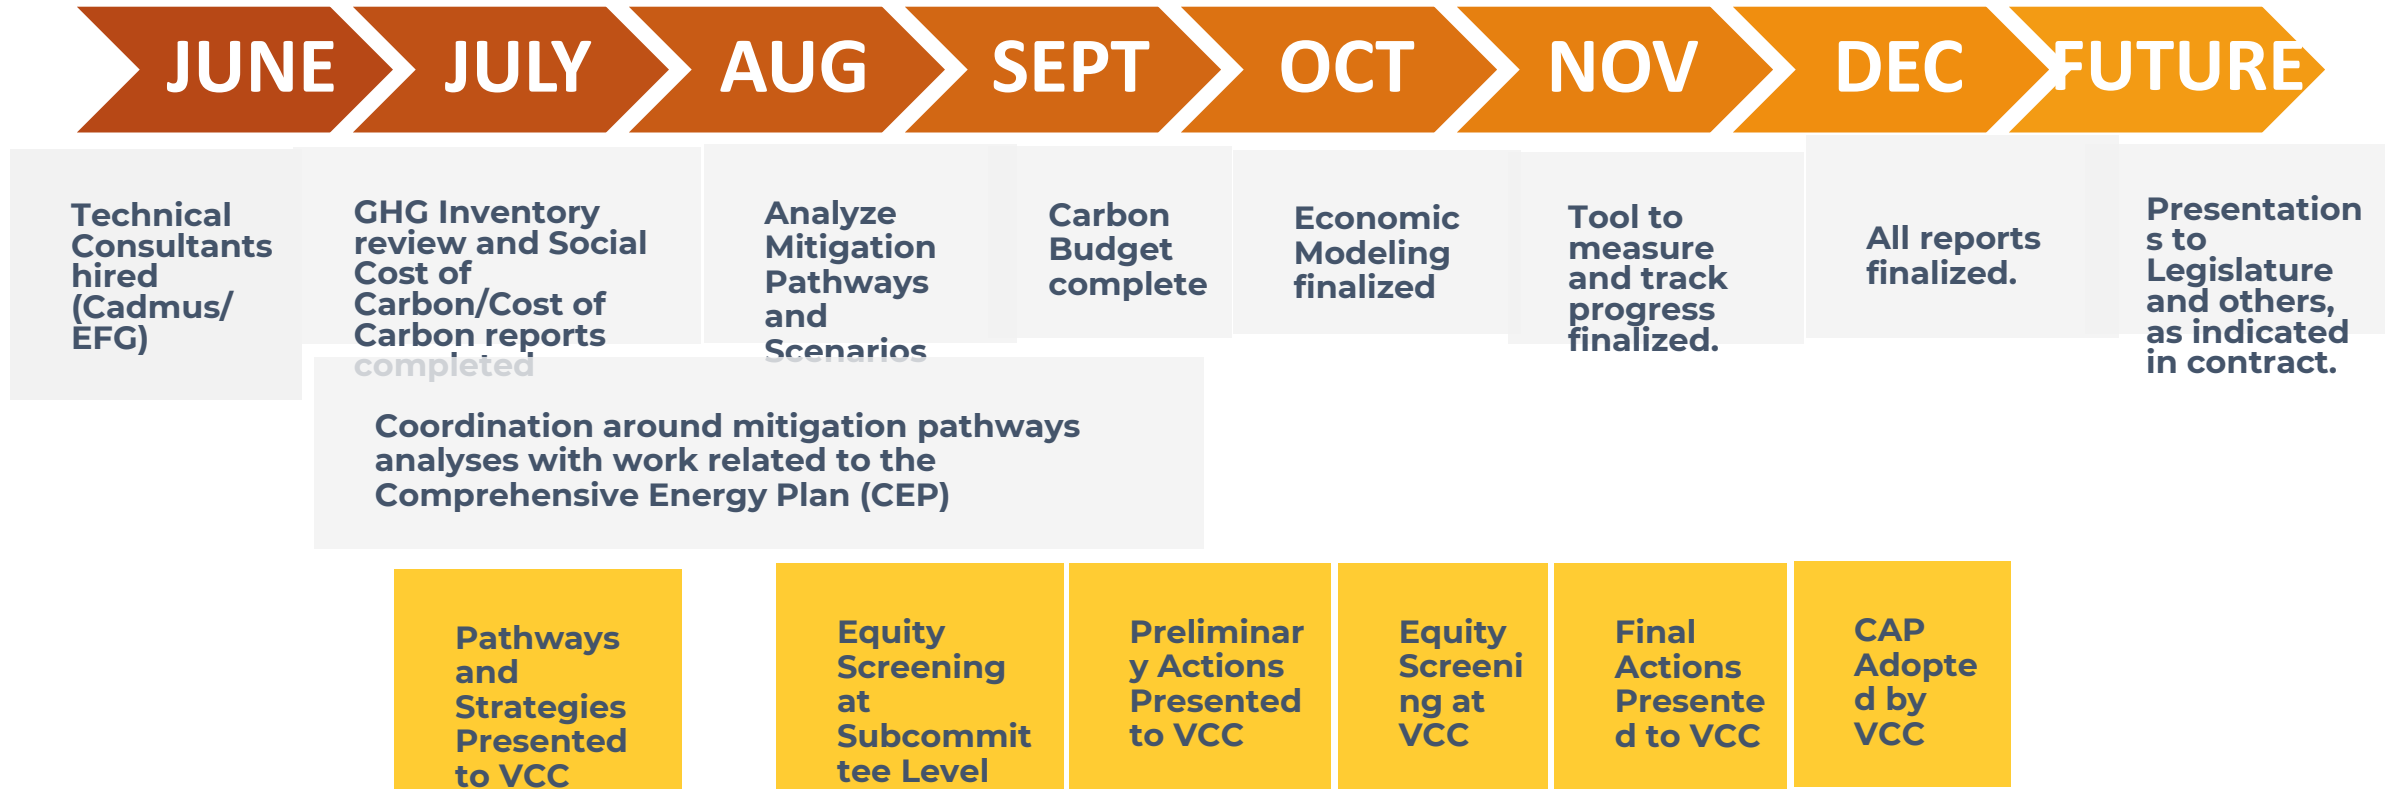 JUNE
JULY
AUG
SEPT
OCT
NOV
DEC
FUTURE
Technical
Consultants
hired
(Cadmus/
EFG)
GHG Inventory
review and Social
Cost of
Carbon/Cost of
Carbon reports
completed
Analyze
Mitigation
Pathways
and
Scenarios
Carbon
Budget
complete
Economic
Modeling
finalized
Tool to
measure
and track
progress
finalized.
All reports
finalized.
Presentation
s to
Legislature
and others,
as indicated
in contract.
Coordination around mitigation pathways
analyses with work related to the
Comprehensive Energy Plan (CEP)
Pathways
and
Strategies
Presented
to VCC
Equity
Screening
at
Subcommit
tee Level
Preliminar
y Actions
Presented
to VCC
Equity
Screeni
ng at
VCC
Final
Actions
Presente
d to VCC
CAP
Adopte
d by
VCC